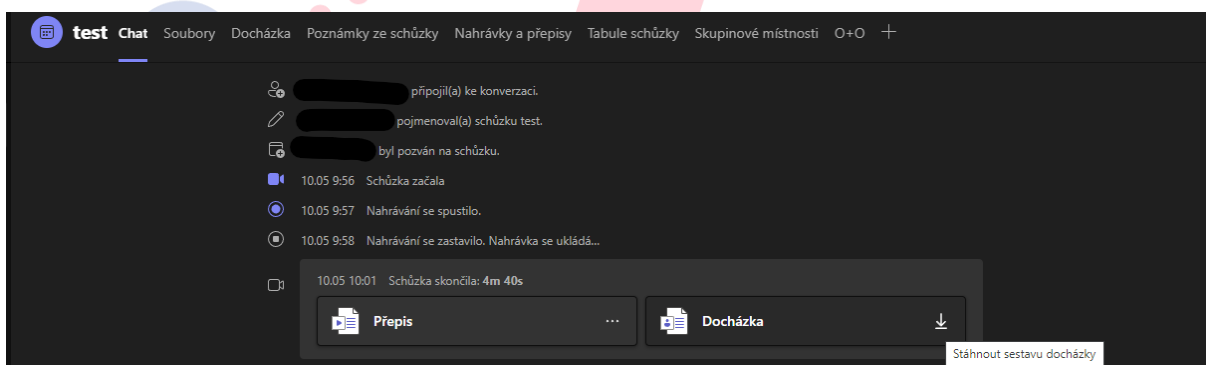 test Chat Soubory Docházka Poznámky ze schůzky Nahrávky a přepisy Tabule schůzky Skupinové místnosti O+O
připojil(a) ke konverzaci.
pojmenoval(a) schůzku test.
byl pozván na schůzku.
10.05 9:56 Schůzka začala
10.05 9:57 Nahrávání se spustilo.
10.05 9:58 Nahrávání se zastavilo. Nahrávka se ukládá...
10.05 10:01 Schůzka skončila: 4m 40s
Přepis ... Docházka
Stáhnout sestavu docházky